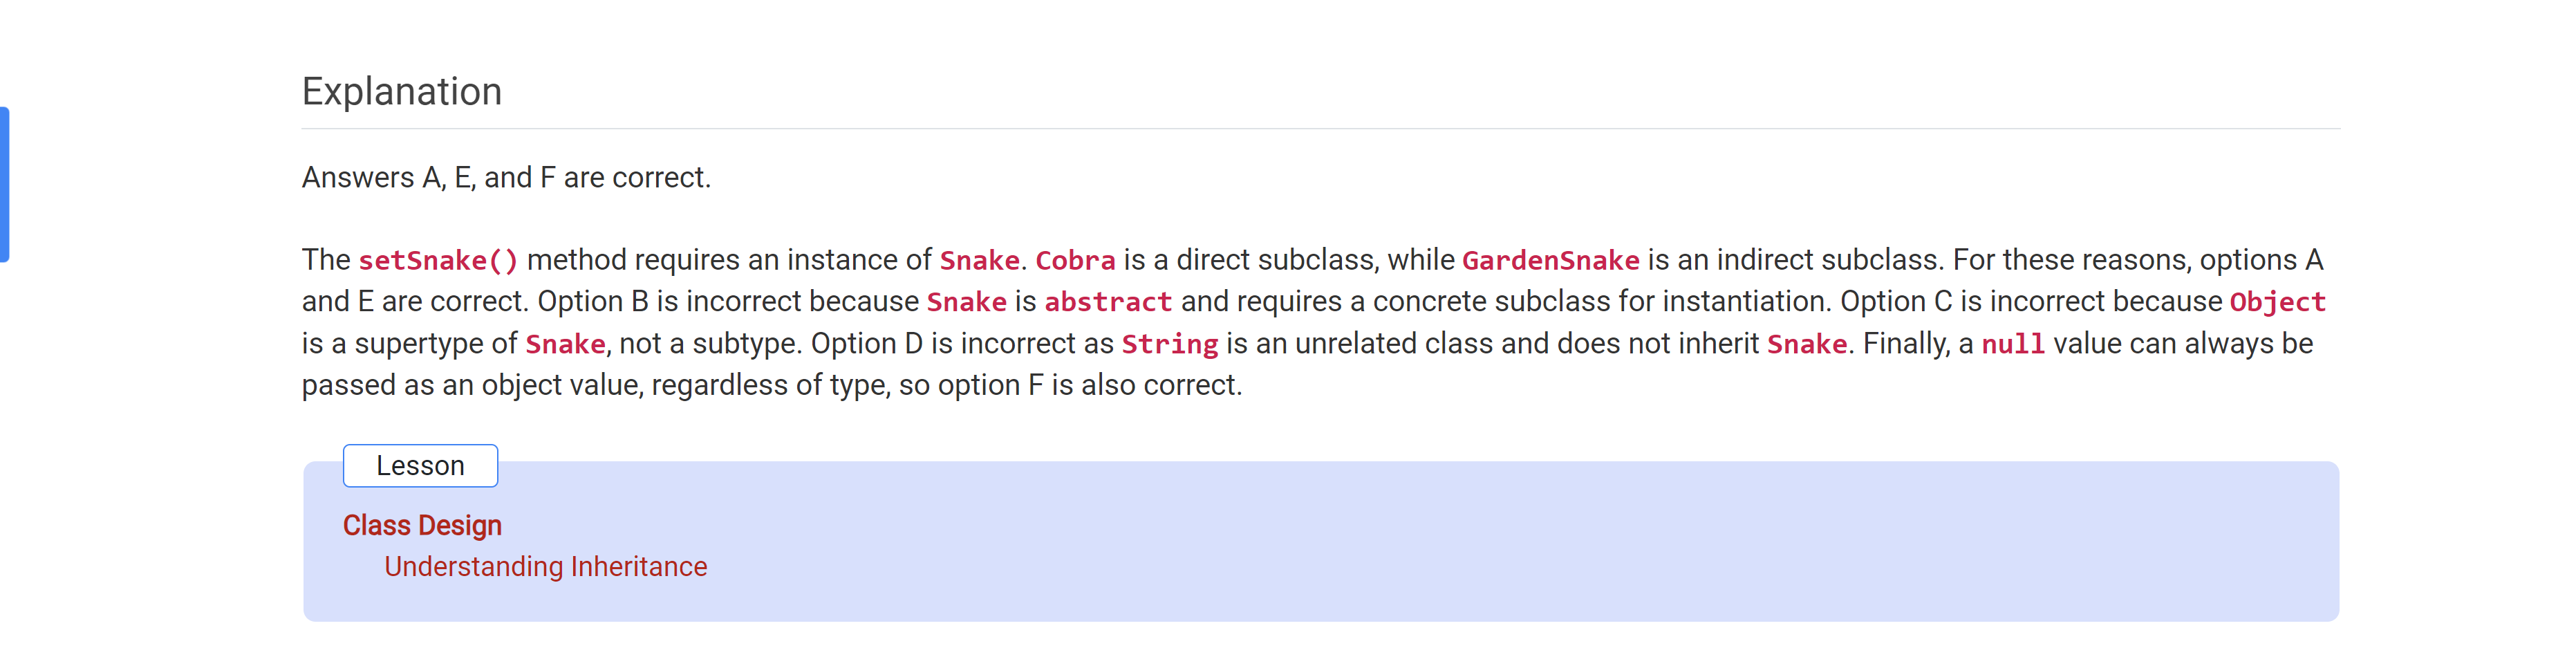 Explanation
Answers A, E, and F are correct.
The setSnake() method requires an instance of Snake. Cobra is a direct subclass, while GardenSnake is an indirect subclass. For these reasons, options A
and E are correct. Option B is incorrect because Snake is abstract and requires a concrete subclass for instantiation. Option C is incorrect because Object
is a supertype of Snake, not a subtype. Option D is incorrect as String is an unrelated class and does not inherit Snake. Finally, a null value can always be
passed as an object value, regardless of type, so option F is also correct.
Lesson
Class Design
Understanding Inheritance